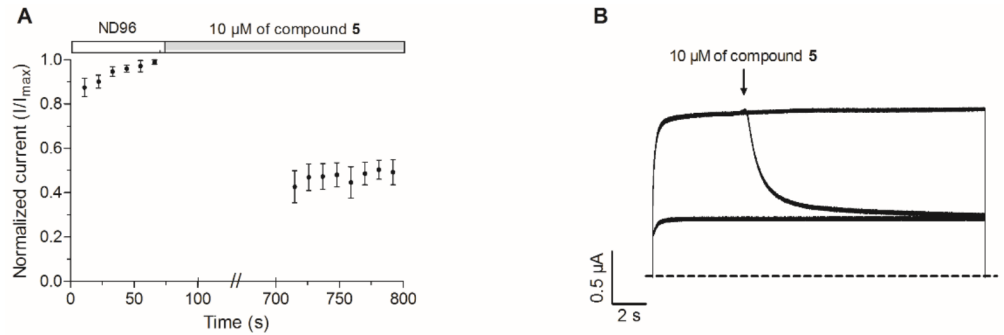 A
ND96
10 µM of compound 5
Normalized current (I/Imax)
1.0
0.8
0.6
0.4
0.2
0.0
0
50
100
700
750
800
Time (s)
B
10 µM of compound 5
0.5 µA
2 s